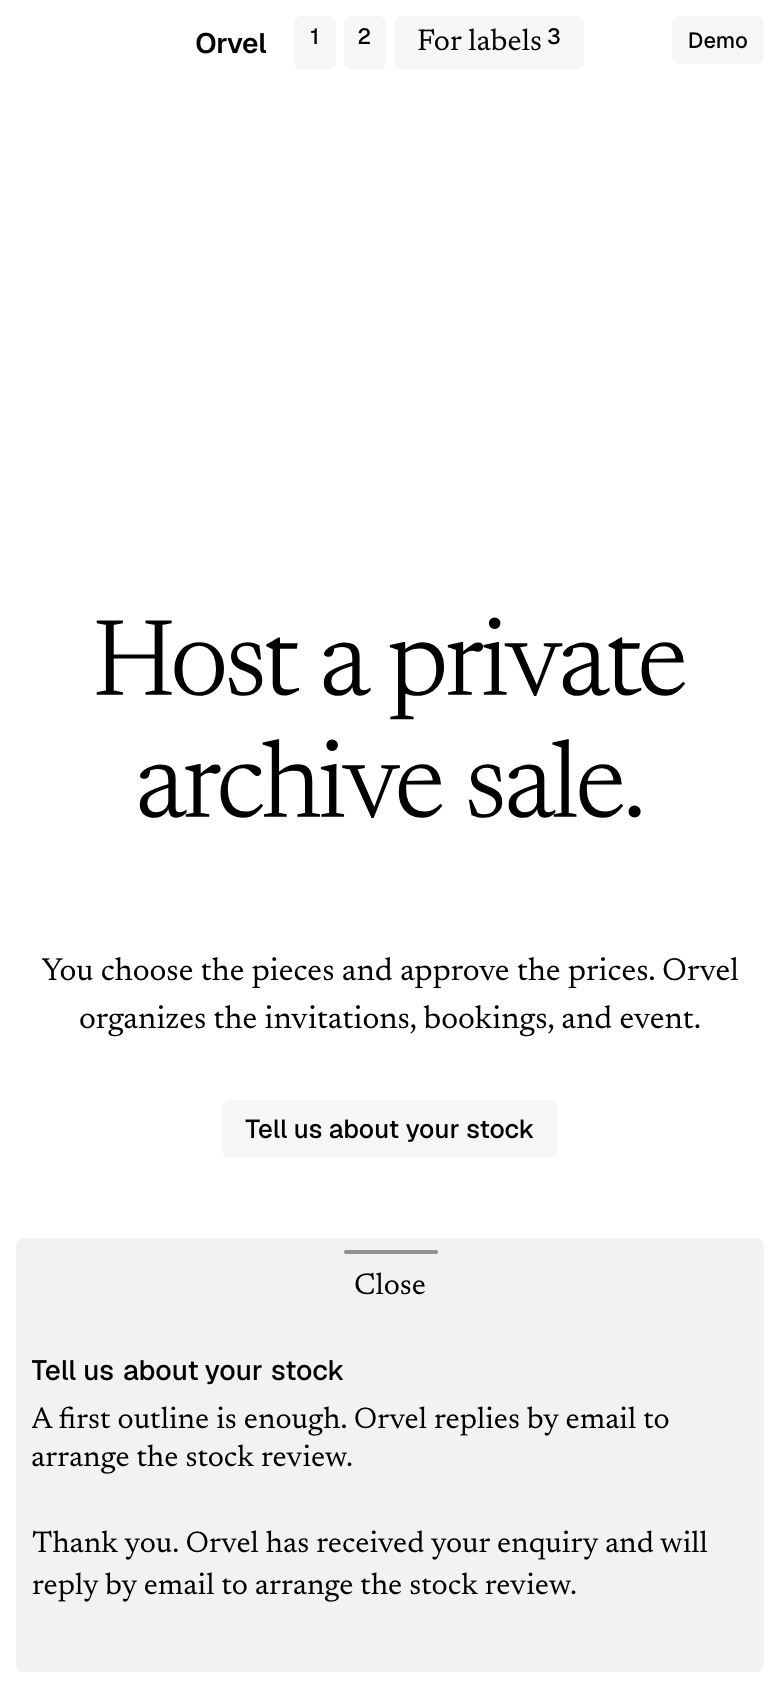 Orvel 1 2 For labels 3 Demo
Host a private
archive sale.
You choose the pieces and approve the prices. Orvel
organizes the invitations, bookings, and event.
Tell us about your stock
Close
Tell us about your stock
A first outline is enough. Orvel replies by email to
arrange the stock review.
Thank you. Orvel has received your enquiry and will
reply by email to arrange the stock review.